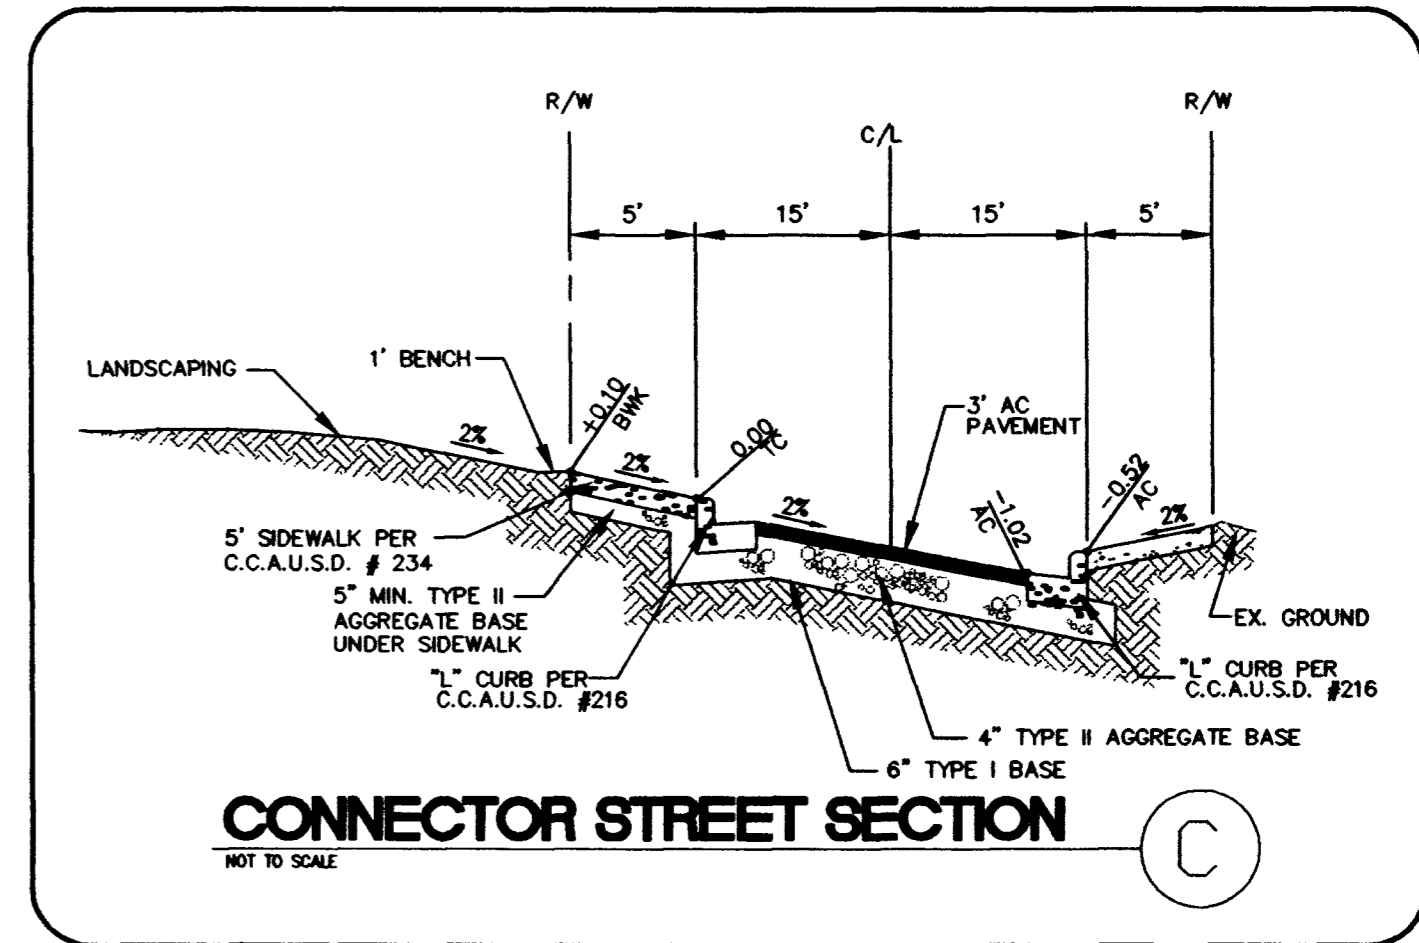 R/W
R/W
C/L
5'
15'
15'
5'
LANDSCAPING
1' BENCH
+0.10
BWK
0.00
TC
3' AC
PAVEMENT
-0.52
AC
-1.02
AC
2%
2%
2%
2%
5' SIDEWALK PER
C.C.A.U.S.D. # 234
5" MIN. TYPE II
AGGREGATE BASE
UNDER SIDEWALK
"L" CURB PER
C.C.A.U.S.D. #216
EX. GROUND
"L" CURB PER
C.C.A.U.S.D. #216
4" TYPE II AGGREGATE BASE
6" TYPE I BASE
CONNECTOR STREET SECTION
NOT TO SCALE
C